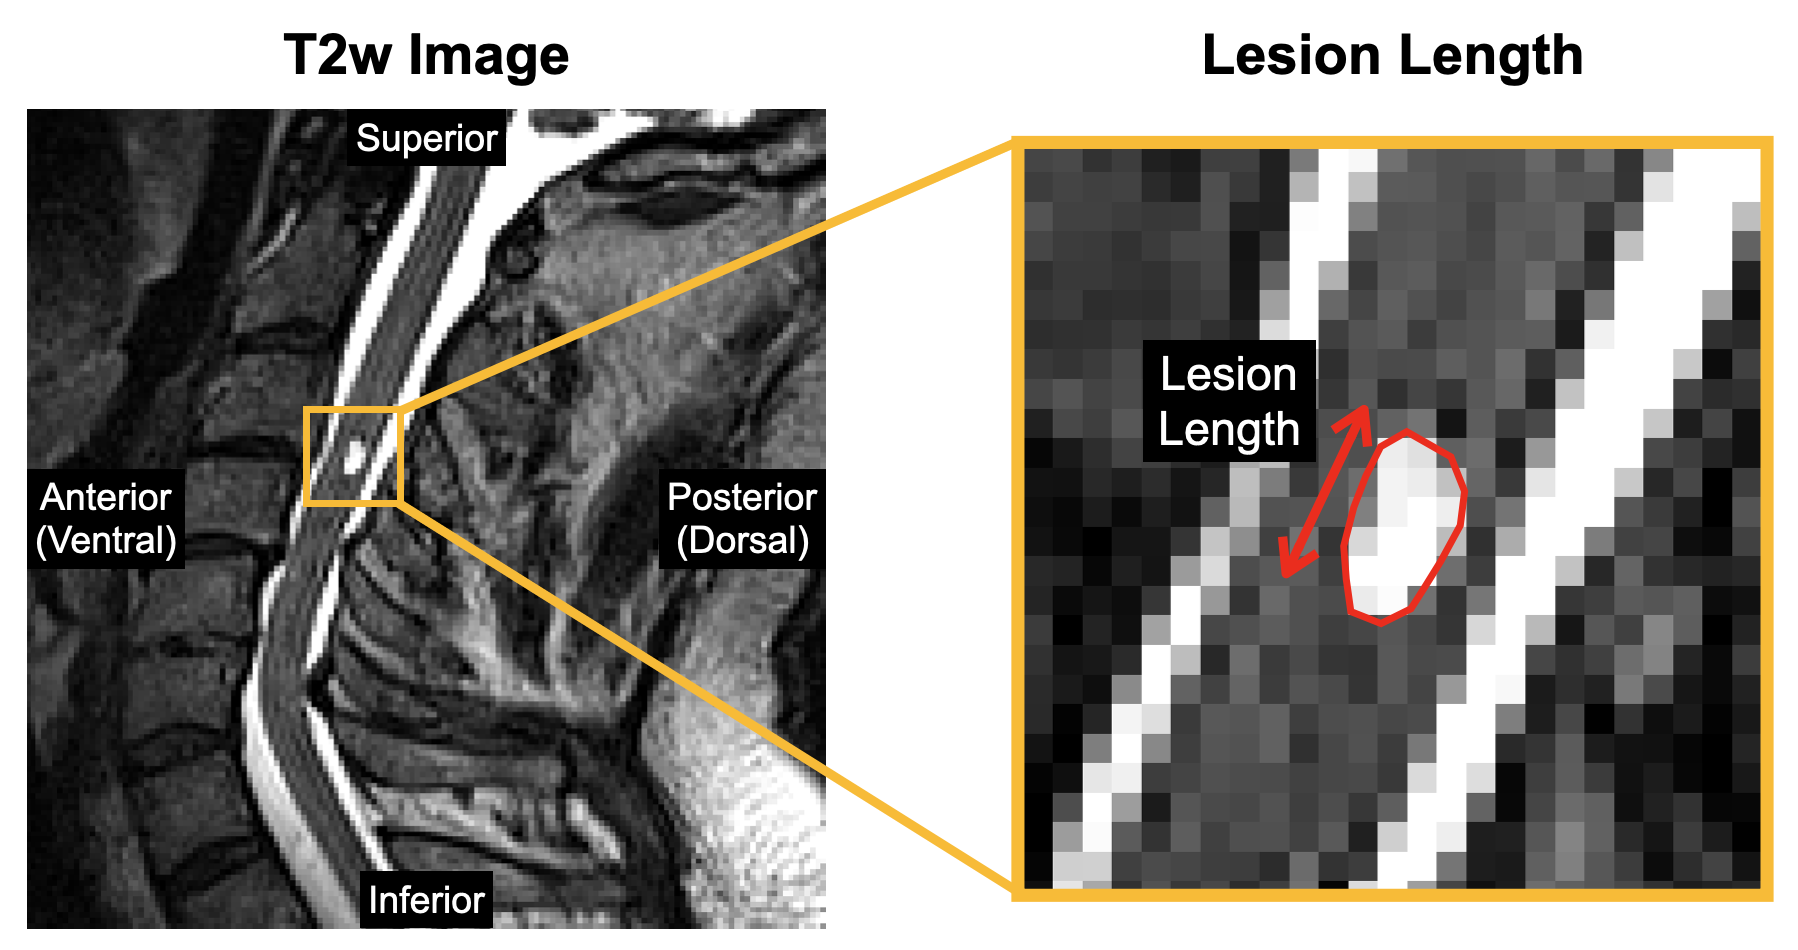 T2w Image
Lesion Length
Superior
Anterior
(Ventral)
Posterior
(Dorsal)
Inferior
Lesion
Length